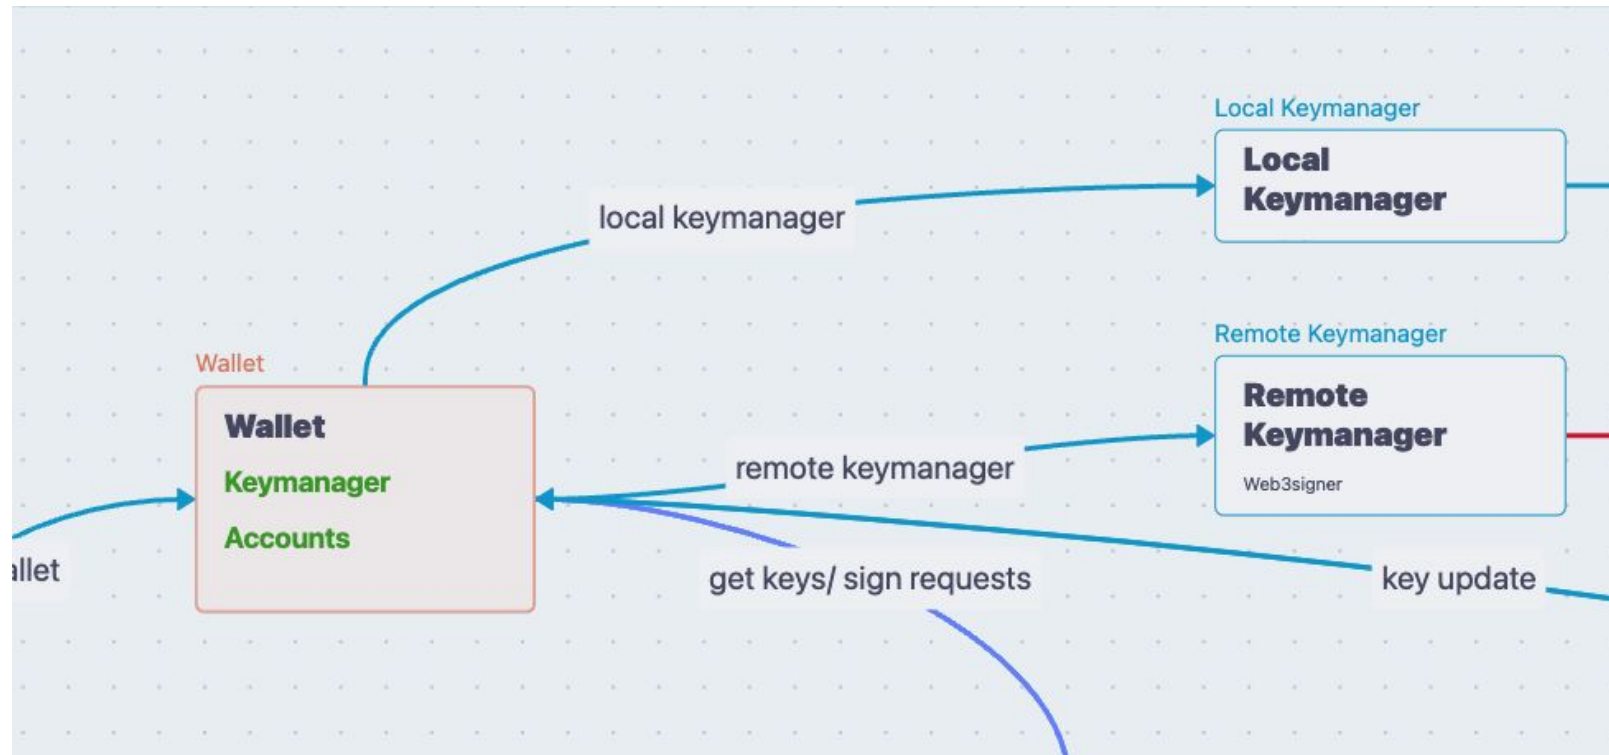 Local Keymanager
Local
Keymanager
local keymanager
Remote Keymanager
Remote
Keymanager
Web3signer
Wallet
Wallet
Keymanager
Accounts
remote keymanager
get keys/ sign requests
key update
allet